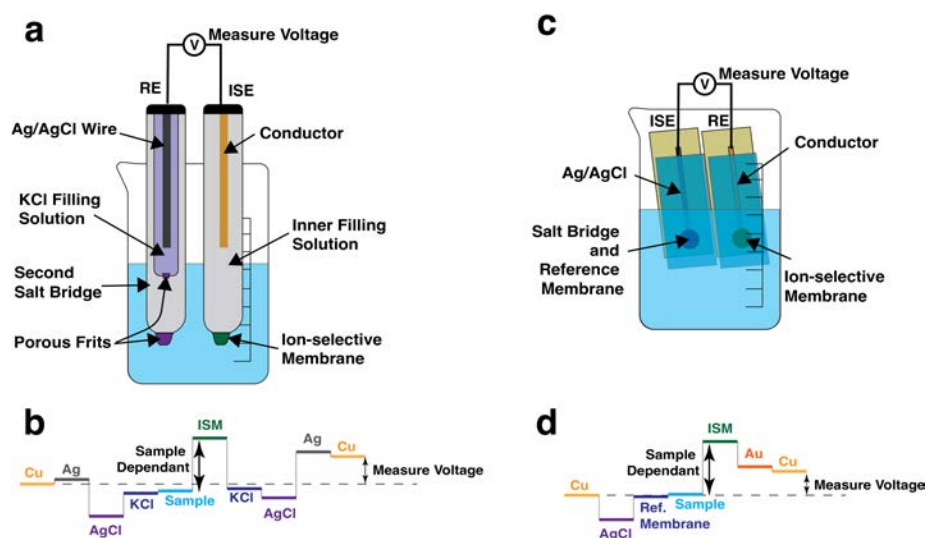 a
Measure Voltage
V
RE
ISE
Ag/AgCl Wire
Conductor
KCl Filling
Solution
Inner Filling
Solution
Second
Salt Bridge
Porous Frits
Ion-selective
Membrane
b
Cu
Ag
AgCl
KCl
Sample
Sample
Dependant
ISM
KCl
AgCl
Ag
Cu
Measure Voltage
c
V
Measure Voltage
ISE
RE
Conductor
Ag/AgCl
Salt Bridge
and
Reference
Membrane
Ion-selective
Membrane
d
Cu
AgCl
Ref.
Membrane
Sample
Sample
Dependant
ISM
Au
Cu
Measure Voltage